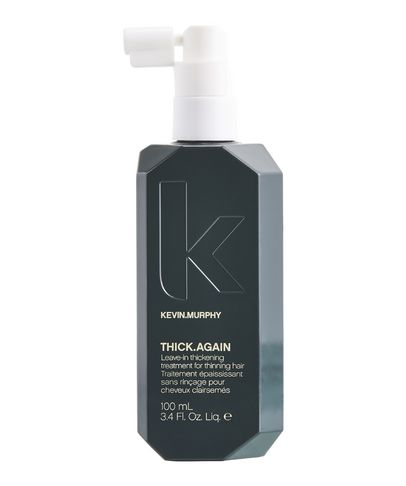 k
KEVIN.MURPHY
THICK.AGAIN
Leave-in thickening
treatment for thinning hair
Traitement épaississant
sans rinçage pour
cheveux clairsemés
100 mL
3.4 Fl. Oz. Liq. ℮